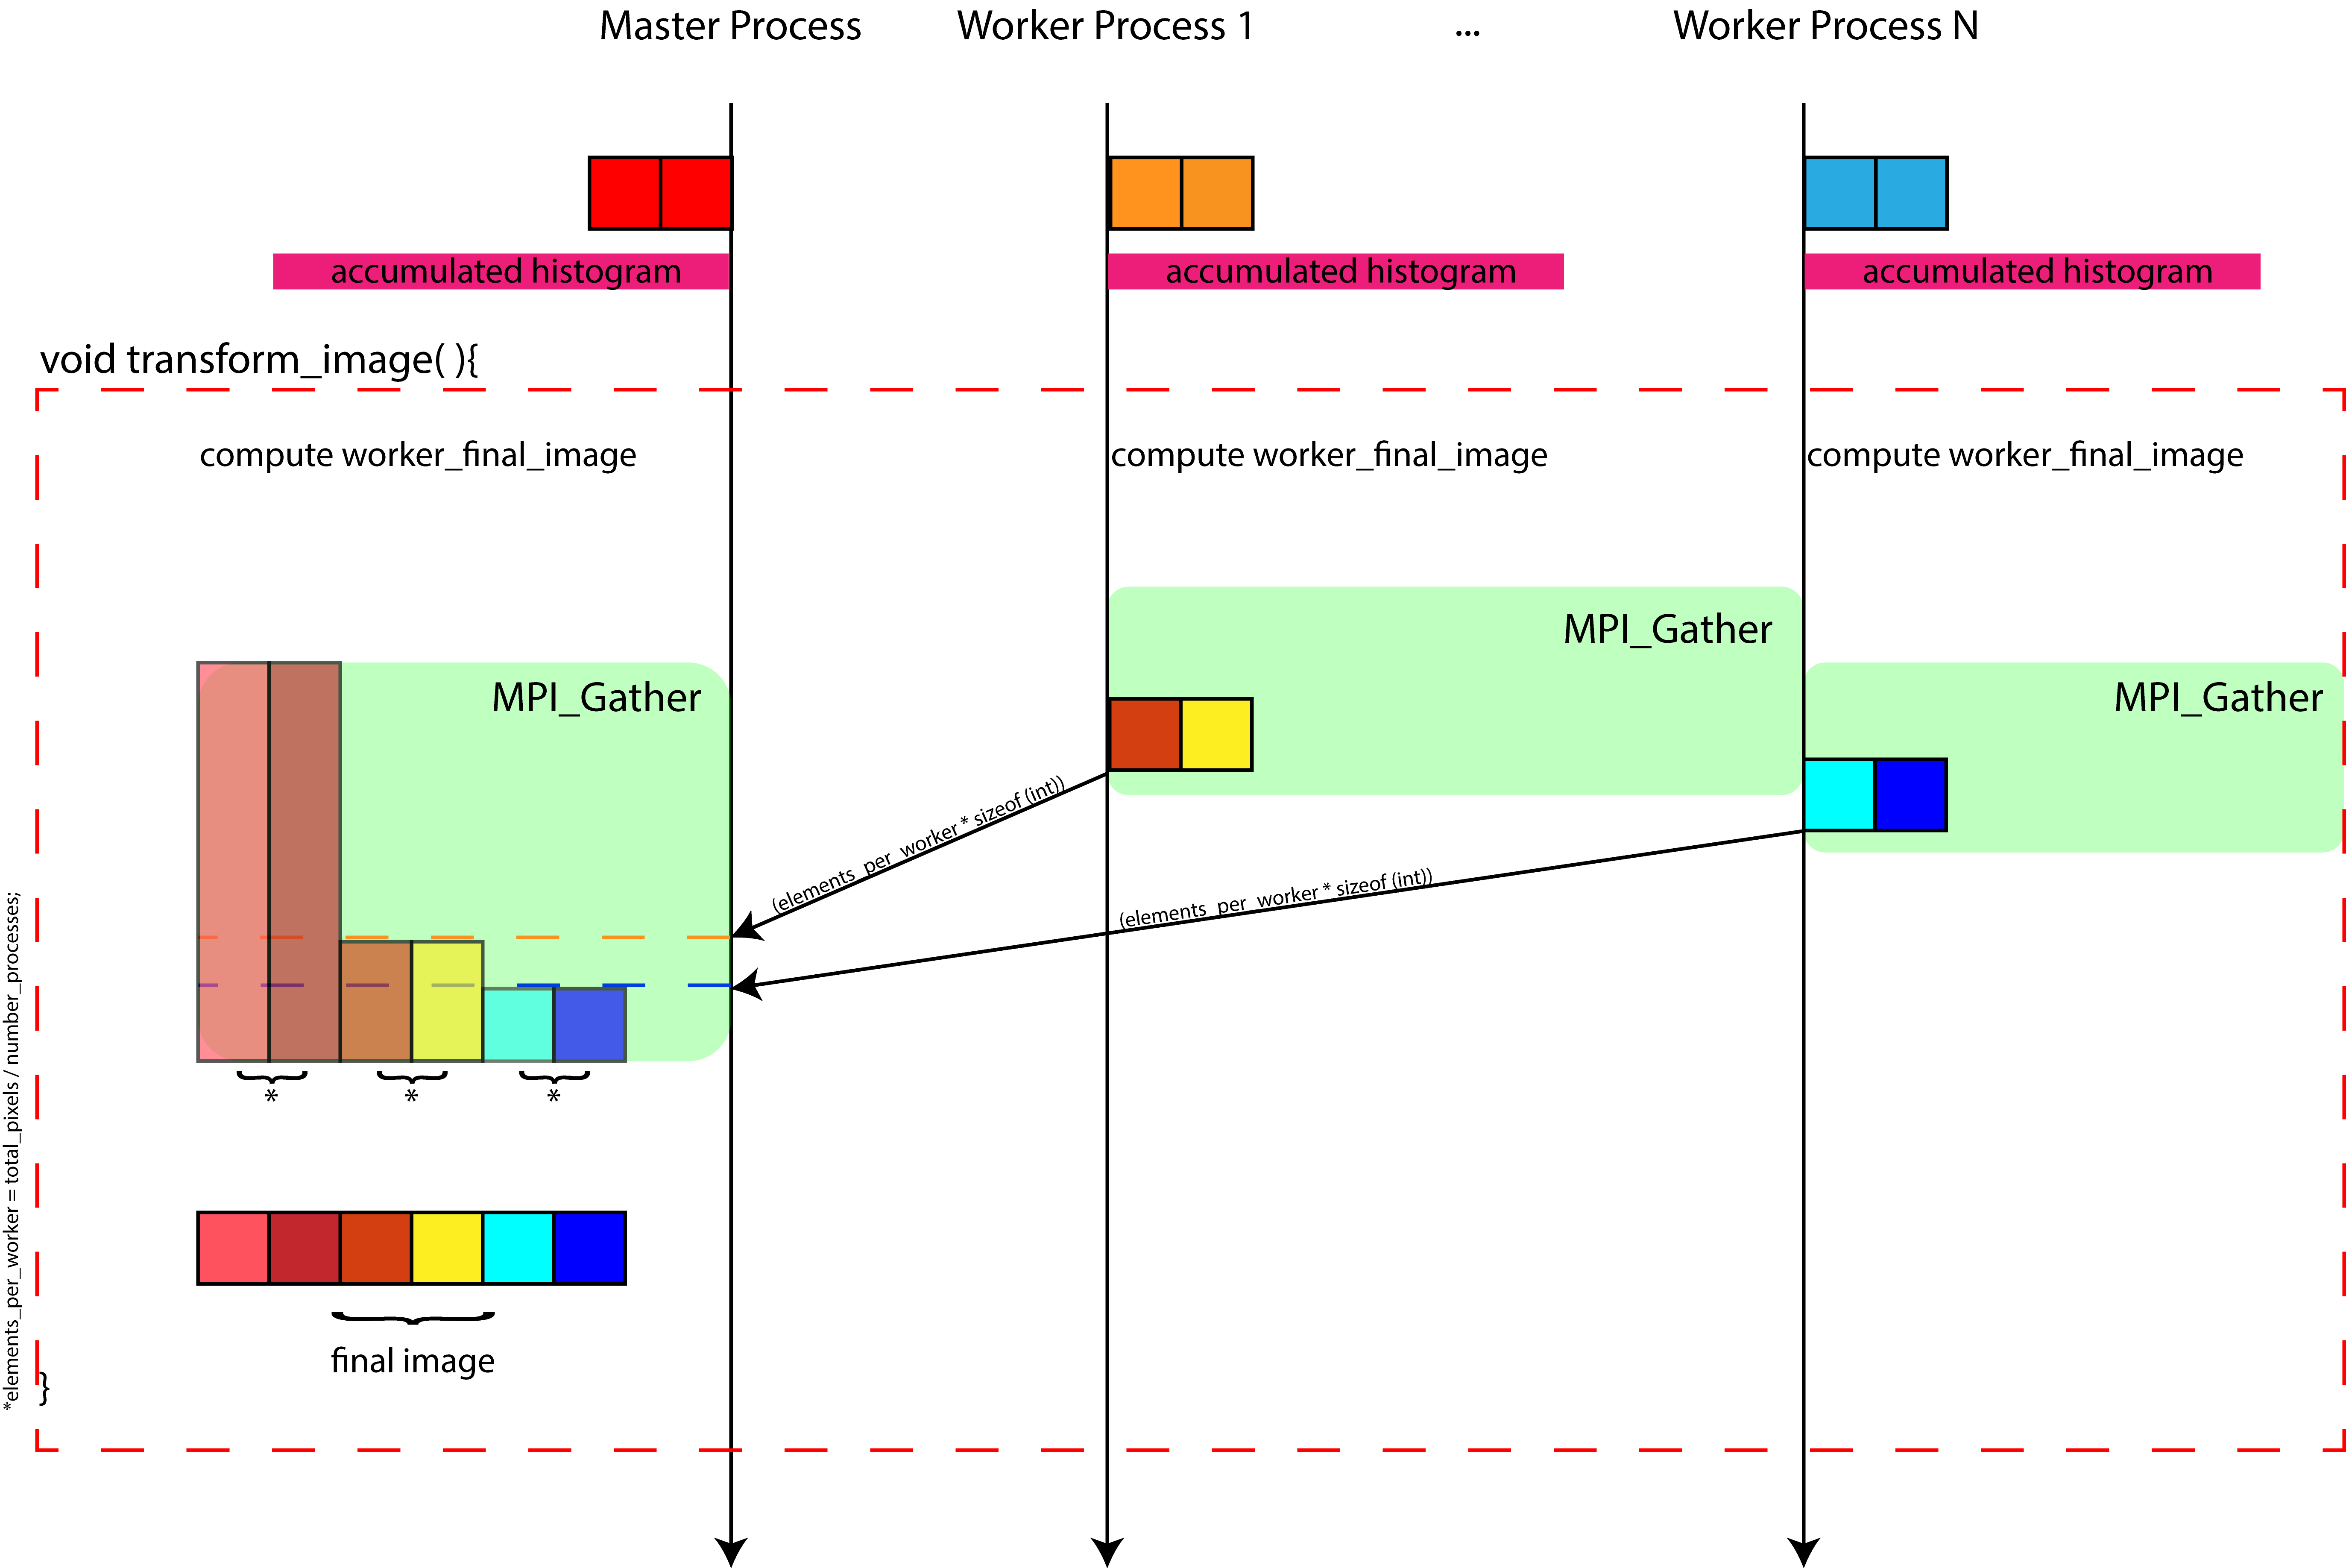 Master Process
Worker Process 1
...
Worker Process N
accumulated histogram
accumulated histogram
accumulated histogram
void transform_image( ){
compute worker_final_image
compute worker_final_image
compute worker_final_image
MPI_Gather
MPI_Gather
MPI_Gather
(elements_per_worker * sizeof (int))
(elements_per_worker * sizeof (int))
* * *
final image
}
*elements_per_worker = total_pixels / number_processes;